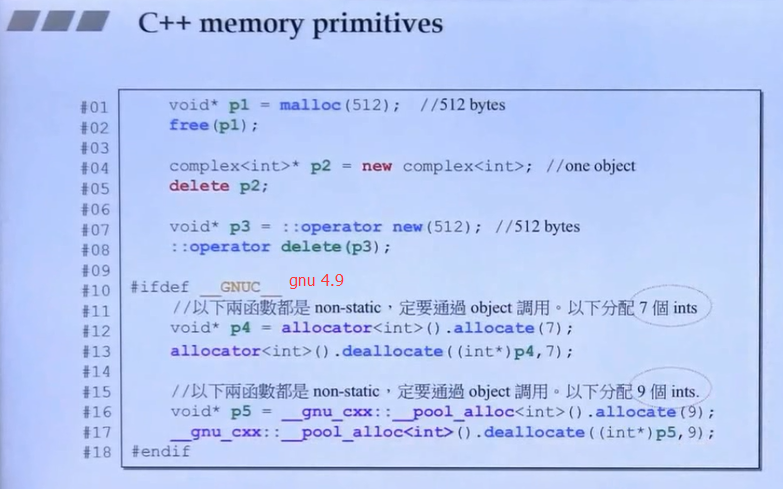 C++ memory primitives
#01 void* p1 = malloc(512); //512 bytes
#02 free(p1);
#03
#04 complex<int>* p2 = new complex<int>; //one object
#05 delete p2;
#06
#07 void* p3 = ::operator new(512); //512 bytes
#08 ::operator delete(p3);
#09
#10 #ifdef __GNUC__ gnu 4.9
#11 //以下兩函數都是 non-static，定要通過 object 調用。以下分配 7 個 ints
#12 void* p4 = allocator<int>().allocate(7);
#13 allocator<int>().deallocate((int*)p4,7);
#14
#15 //以下兩函數都是 non-static，定要通過 object 調用。以下分配 9 個 ints.
#16 void* p5 = __gnu_cxx::__pool_alloc<int>().allocate(9);
#17 __gnu_cxx::__pool_alloc<int>().deallocate((int*)p5,9);
#18 #endif